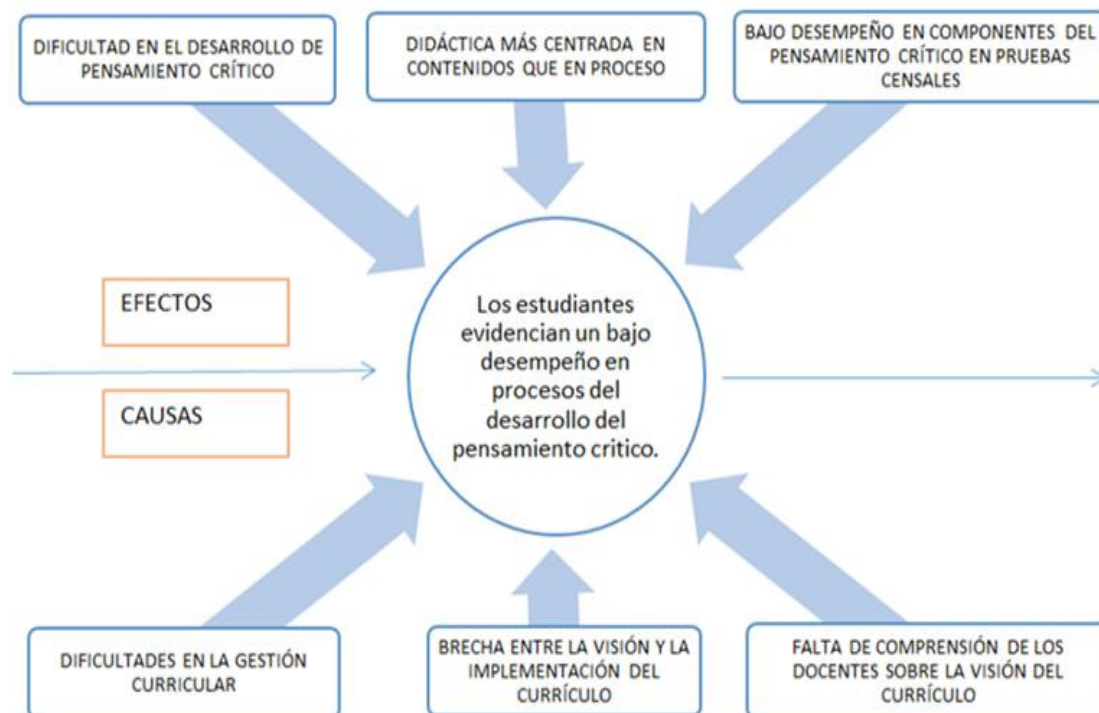 DIFICULTAD EN EL DESARROLLO DE
PENSAMIENTO CRÍTICO
DIDÁCTICA MÁS CENTRADA EN
CONTENIDOS QUE EN PROCESO
BAJO DESEMPEÑO EN COMPONENTES DEL
PENSAMIENTO CRÍTICO EN PRUEBAS
CENSALES
EFECTOS
CAUSAS
Los estudiantes
evidencian un bajo
desempeño en
procesos del
desarrollo del
pensamiento critico.
DIFICULTADES EN LA GESTIÓN
CURRICULAR
BRECHA ENTRE LA VISIÓN Y LA
IMPLEMENTACIÓN DEL
CURRÍCULO
FALTA DE COMPRENSIÓN DE LOS
DOCENTES SOBRE LA VISIÓN DEL
CURRÍCULO